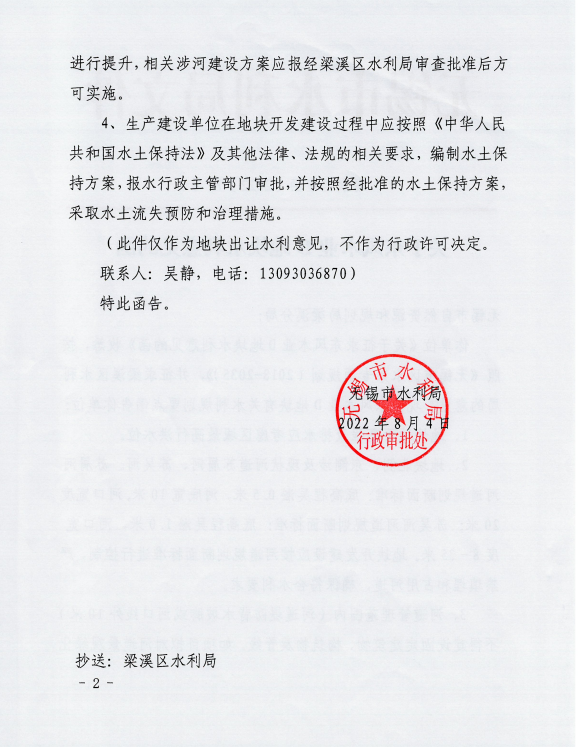 进行提升，相关涉河建设方案应报经梁溪区水利局审查批准后方
可实施。
4、生产建设单位在地块开发建设过程中应按照《中华人民
共和国水土保持法》及其他法律、法规的相关要求，编制水土保
持方案，报水行政主管部门审批，并按照经批准的水土保持方案，
采取水土流失预防和治理措施。
（此件仅作为地块出让水利意见，不作为行政许可决定。
联系人：吴静，电话：13093036870）
特此函告。
无锡市水利局
无锡市水利局
2022年8月4日
行政审批处
抄送：梁溪区水利局
- 2 -